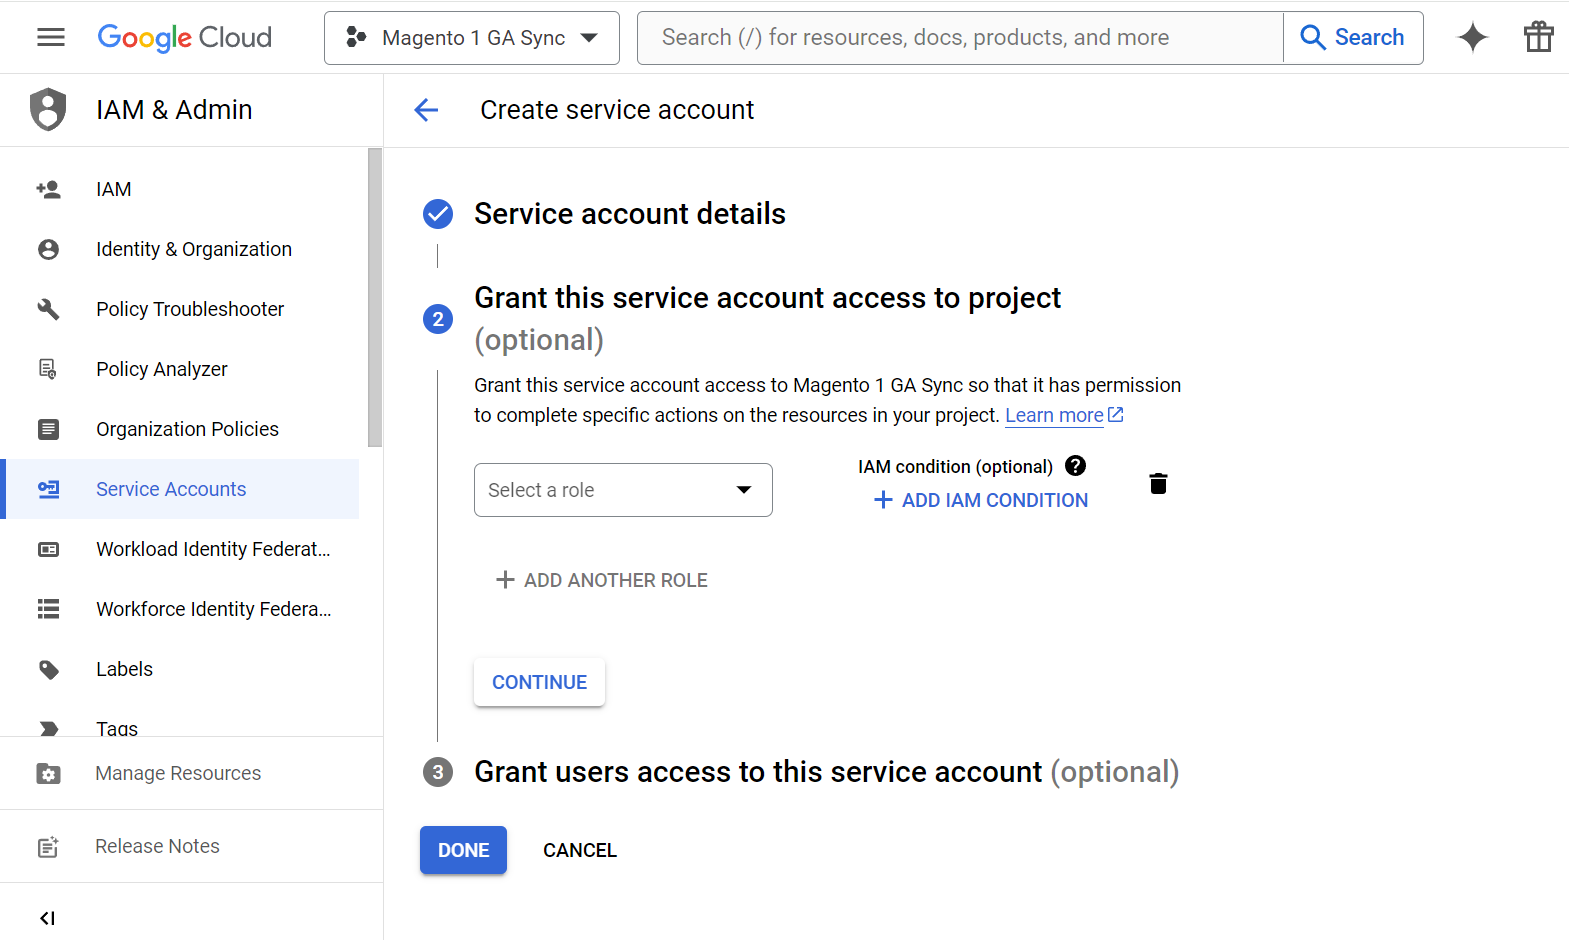 Google Cloud
Magento 1 GA Sync
Search (/) for resources, docs, products, and more
Search
IAM & Admin
Create service account
IAM
Identity & Organization
Policy Troubleshooter
Policy Analyzer
Organization Policies
Service Accounts
Workload Identity Federat...
Workforce Identity Federa...
Labels
Tags
Manage Resources
Release Notes
Service account details
2
Grant this service account access to project
(optional)
Grant this service account access to Magento 1 GA Sync so that it has permission
to complete specific actions on the resources in your project. Learn more
Select a role
IAM condition (optional)
ADD IAM CONDITION
ADD ANOTHER ROLE
CONTINUE
3
Grant users access to this service account (optional)
DONE
CANCEL